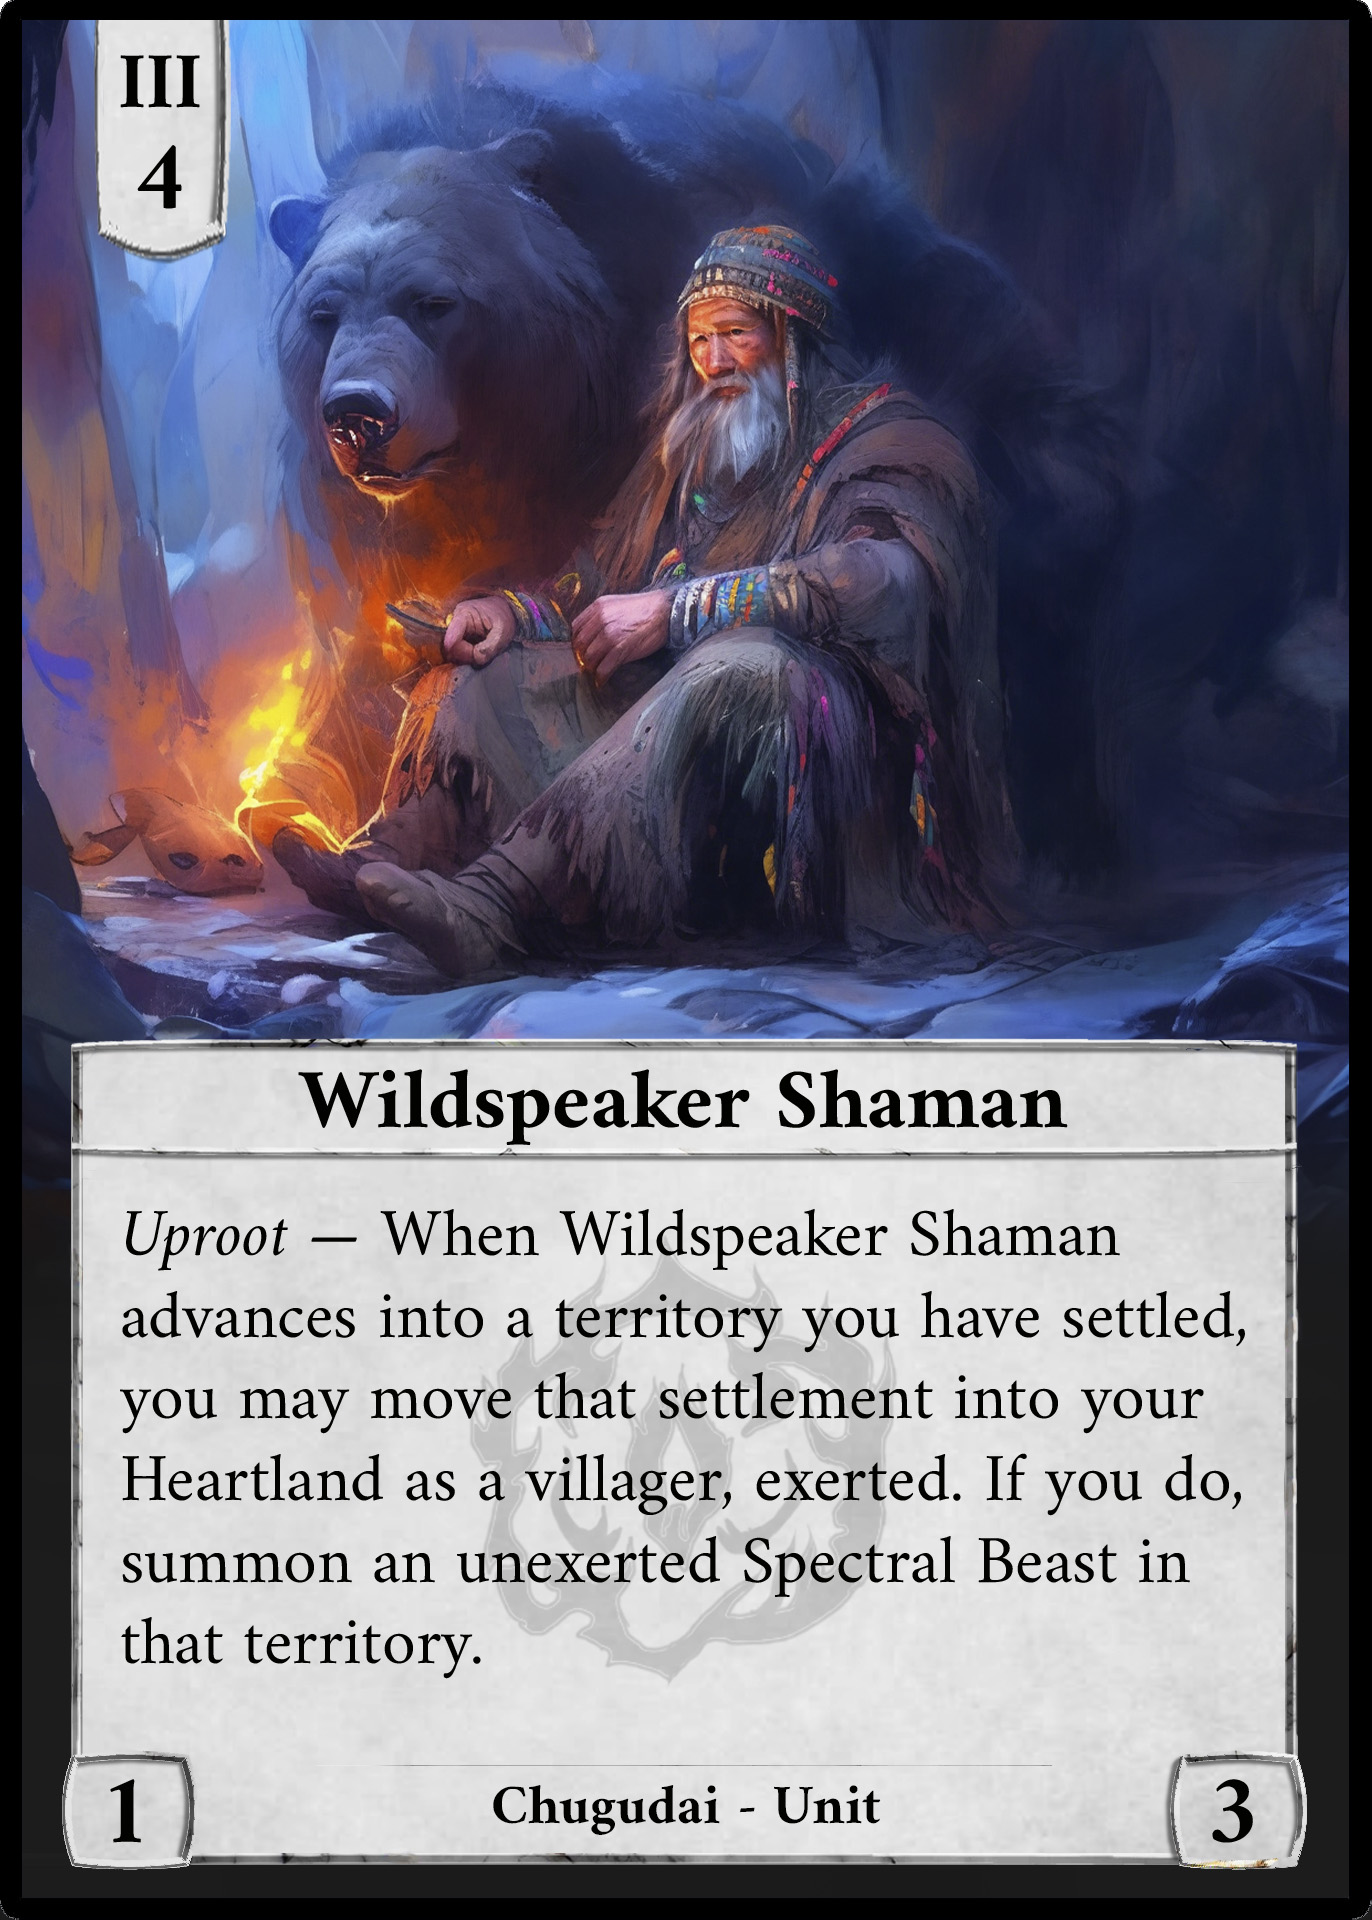 III
4
Wildspeaker Shaman
Uproot — When Wildspeaker Shaman
advances into a territory you have settled,
you may move that settlement into your
Heartland as a villager, exerted. If you do,
summon an unexerted Spectral Beast in
that territory.
1
Chugudai - Unit
3